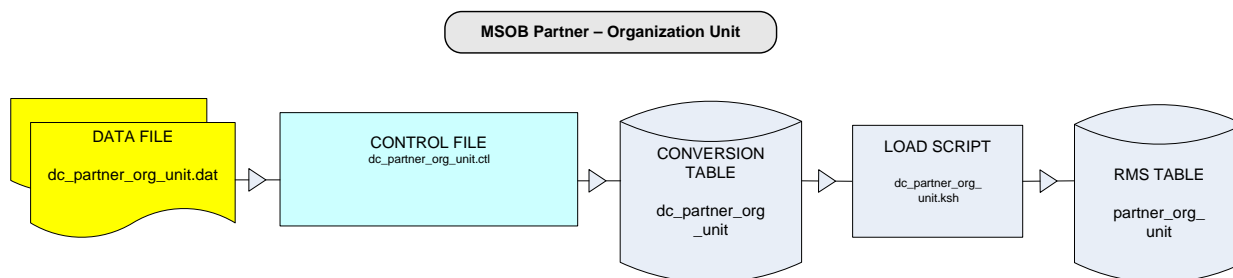 MSOB Partner – Organization Unit
DATA FILE
dc_partner_org_unit.dat
CONTROL FILE
dc_partner_org_unit.ctl
CONVERSION
TABLE
dc_partner_org
_unit
LOAD SCRIPT
dc_partner_org_
unit.ksh
RMS TABLE
partner_org_
unit